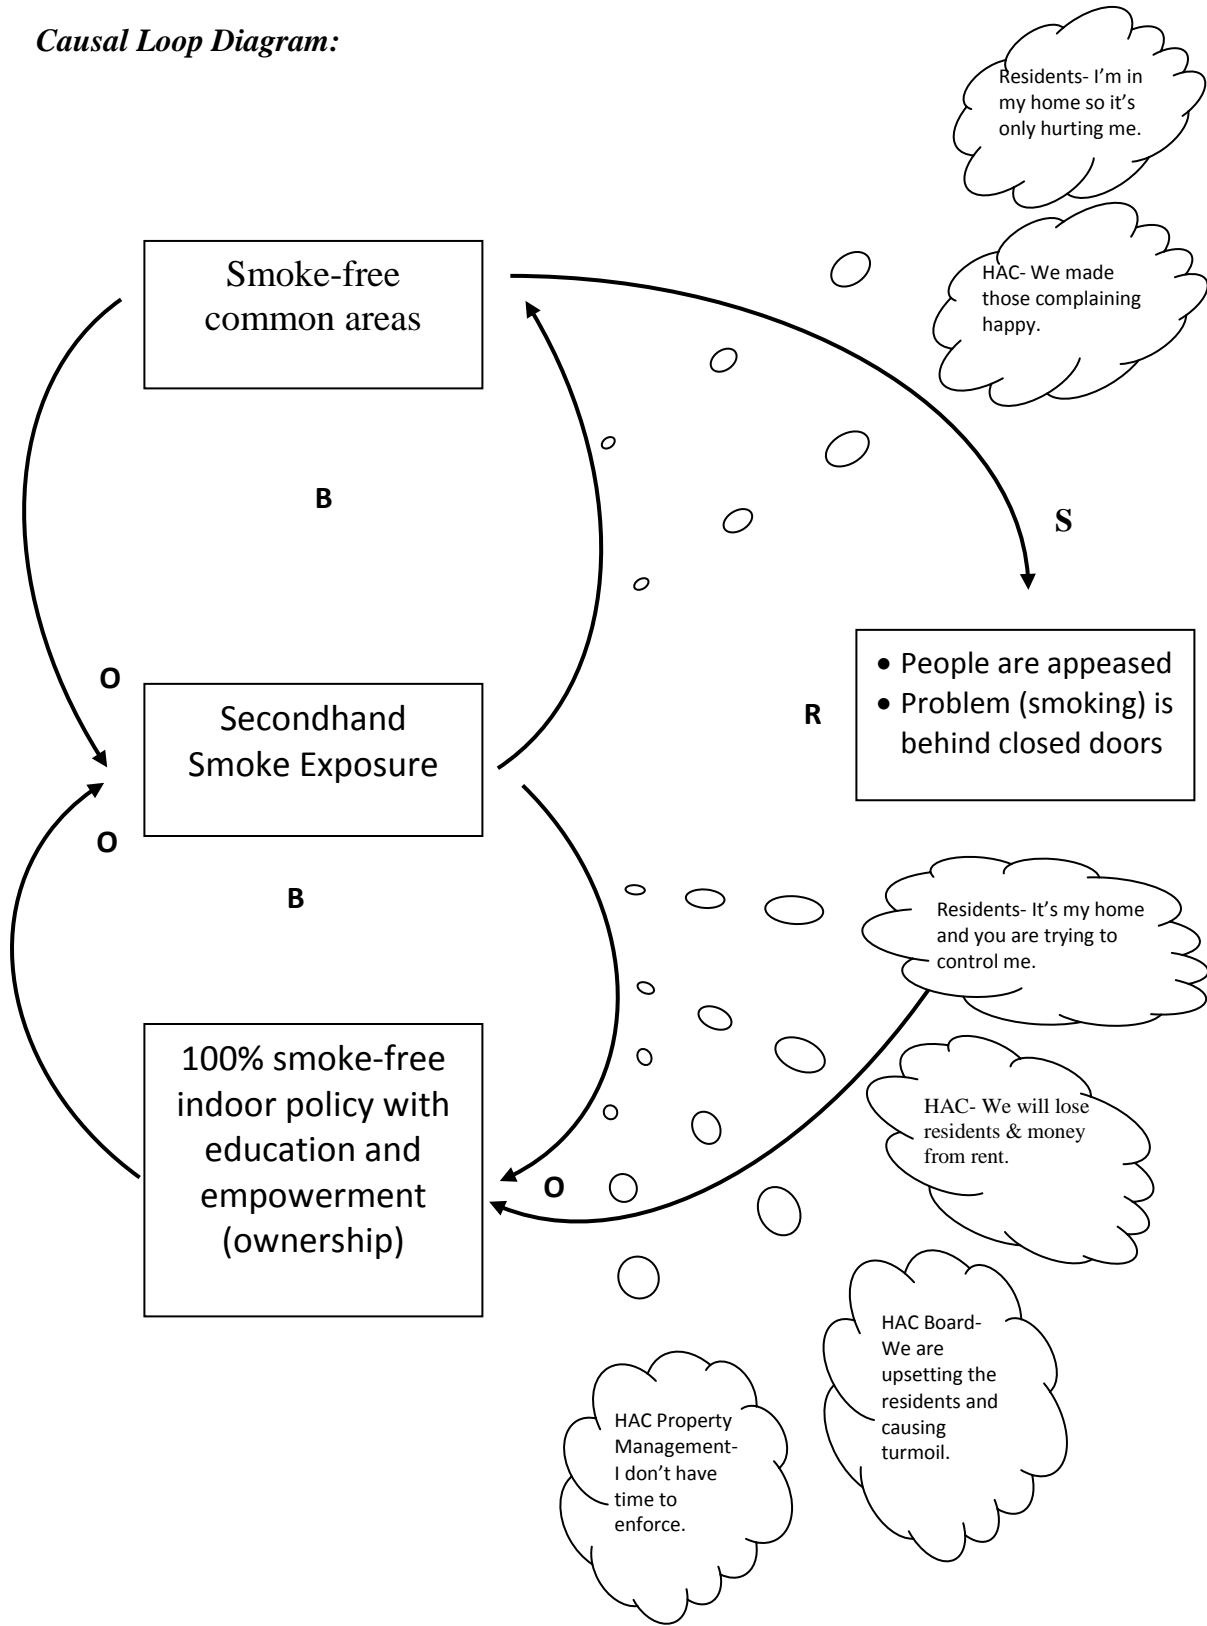 Causal Loop Diagram:
Residents- I'm in
my home so it's
only hurting me.
HAC- We made
those complaining
happy.
Smoke-free
common areas
B
S
O
Secondhand
Smoke Exposure
R
• People are appeased
• Problem (smoking) is
behind closed doors
O
B
Residents- It's my home
and you are trying to
control me.
100% smoke-free
indoor policy with
education and
empowerment
(ownership)
O
HAC- We will lose
residents & money
from rent.
HAC Board-
We are
upsetting the
residents and
causing
turmoil.
HAC Property
Management-
I don't have
time to
enforce.